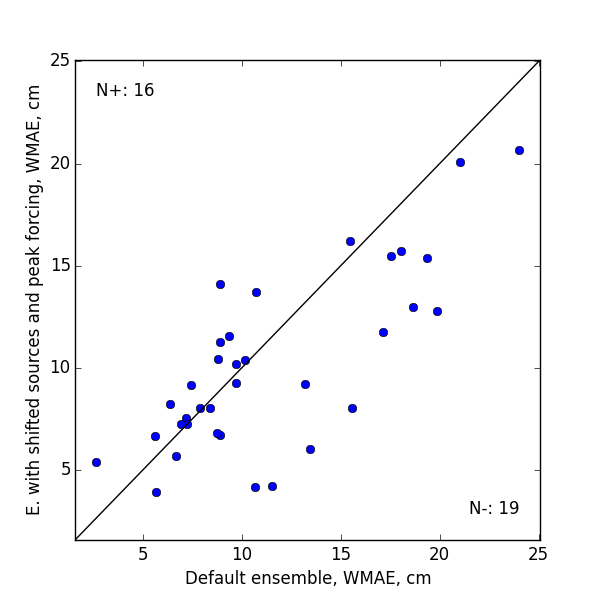 N+: 16
N-: 19
25
20
15
10
5
5
10
15
20
25
E. with shifted sources and peak forcing, WMAE, cm
Default ensemble, WMAE, cm